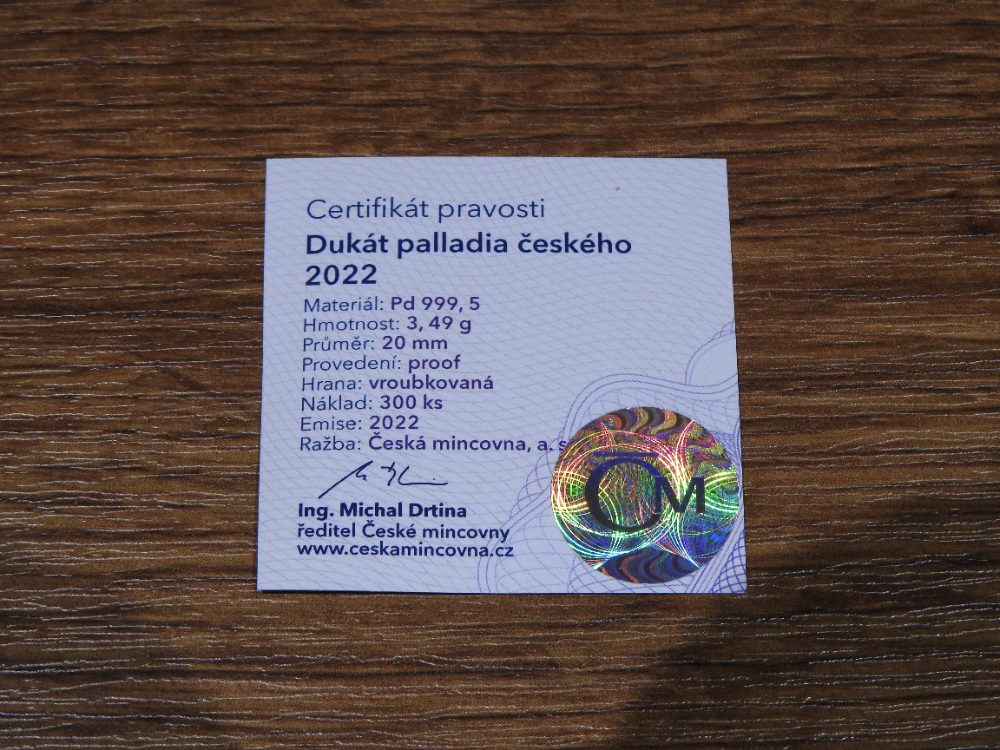 Certifikát pravosti
Dukát palladia českého
2022
Materiál: Pd 999, 5
Hmotnost: 3, 49 g
Průměr: 20 mm
Provedení: proof
Hrana: vroubkovaná
Náklad: 300 ks
Emise: 2022
Ražba: Česká mincovna, a. s
ČM
Ing. Michal Drtina
ředitel České mincovny
www.ceskamincovna.cz